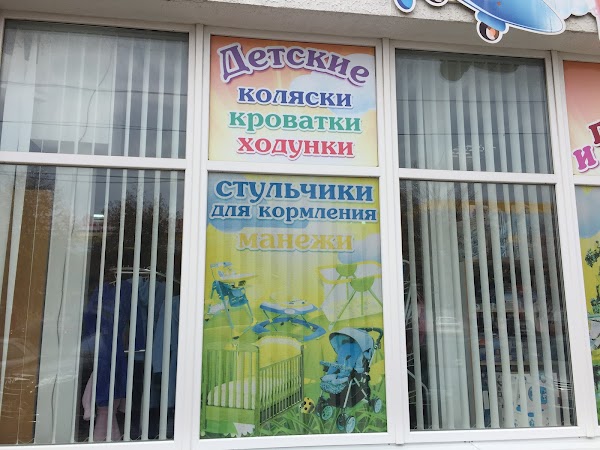 Детские
коляски
кроватки
ходунки
стульчики
для кормления
манежи
и